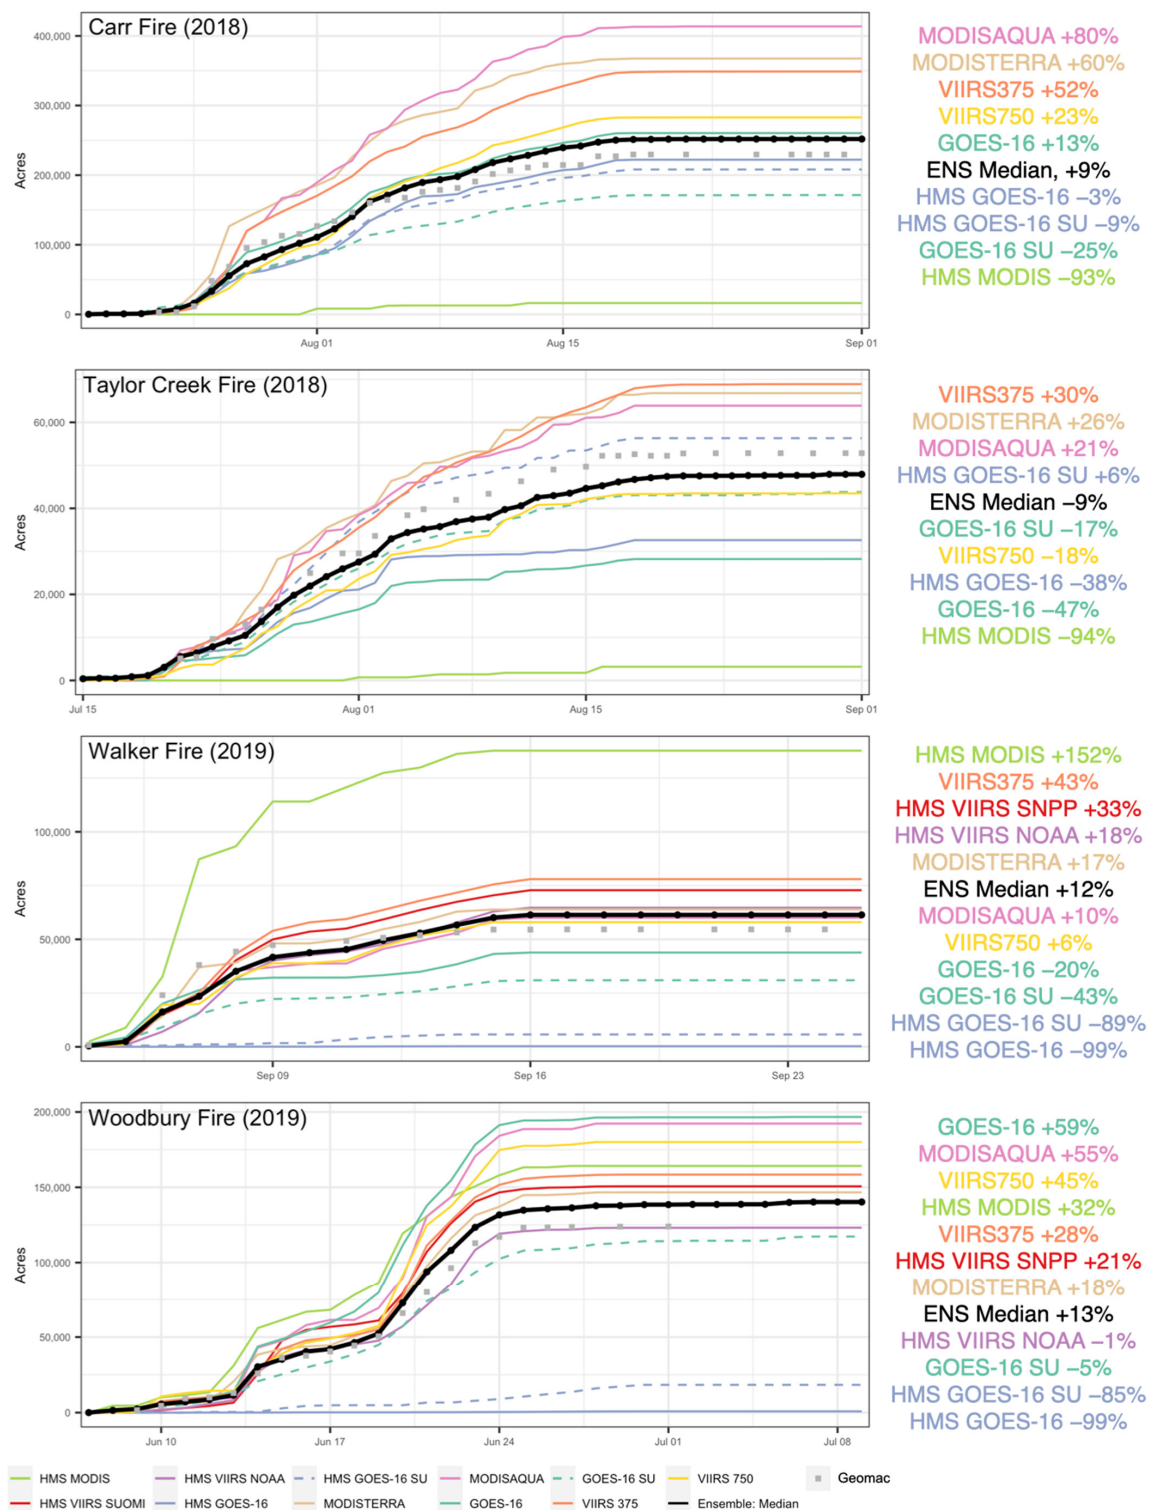 Carr Fire (2018)
400,000
300,000
200,000
100,000
0
Acres
Aug 01
Aug 15
Sep 01
MODISAQUA +80%
MODISTERRA +60%
VIIRS375 +52%
VIIRS750 +23%
GOES-16 +13%
ENS Median, +9%
HMS GOES-16 −3%
HMS GOES-16 SU −9%
GOES-16 SU −25%
HMS MODIS −93%
Taylor Creek Fire (2018)
60,000
40,000
20,000
0
Acres
Jul 15
Aug 01
Aug 15
Sep 01
VIIRS375 +30%
MODISTERRA +26%
MODISAQUA +21%
HMS GOES-16 SU +6%
ENS Median −9%
GOES-16 SU −17%
VIIRS750 −18%
HMS GOES-16 −38%
GOES-16 −47%
HMS MODIS −94%
Walker Fire (2019)
100,000
50,000
0
Acres
Sep 09
Sep 16
Sep 23
HMS MODIS +152%
VIIRS375 +43%
HMS VIIRS SNPP +33%
HMS VIIRS NOAA +18%
MODISTERRA +17%
ENS Median +12%
MODISAQUA +10%
VIIRS750 +6%
GOES-16 −20%
GOES-16 SU −43%
HMS GOES-16 SU −89%
HMS GOES-16 −99%
Woodbury Fire (2019)
200,000
150,000
100,000
50,000
0
Acres
Jun 10
Jun 17
Jun 24
Jul 01
Jul 08
GOES-16 +59%
MODISAQUA +55%
VIIRS750 +45%
HMS MODIS +32%
VIIRS375 +28%
HMS VIIRS SNPP +21%
MODISTERRA +18%
ENS Median +13%
HMS VIIRS NOAA −1%
GOES-16 SU −5%
HMS GOES-16 SU −85%
HMS GOES-16 −99%
HMS MODIS HMS VIIRS NOAA HMS GOES-16 SU MODISAQUA GOES-16 SU VIIRS 750 Geomac
HMS VIIRS SUOMI HMS GOES-16 MODISTERRA GOES-16 VIIRS 375 Ensemble: Median